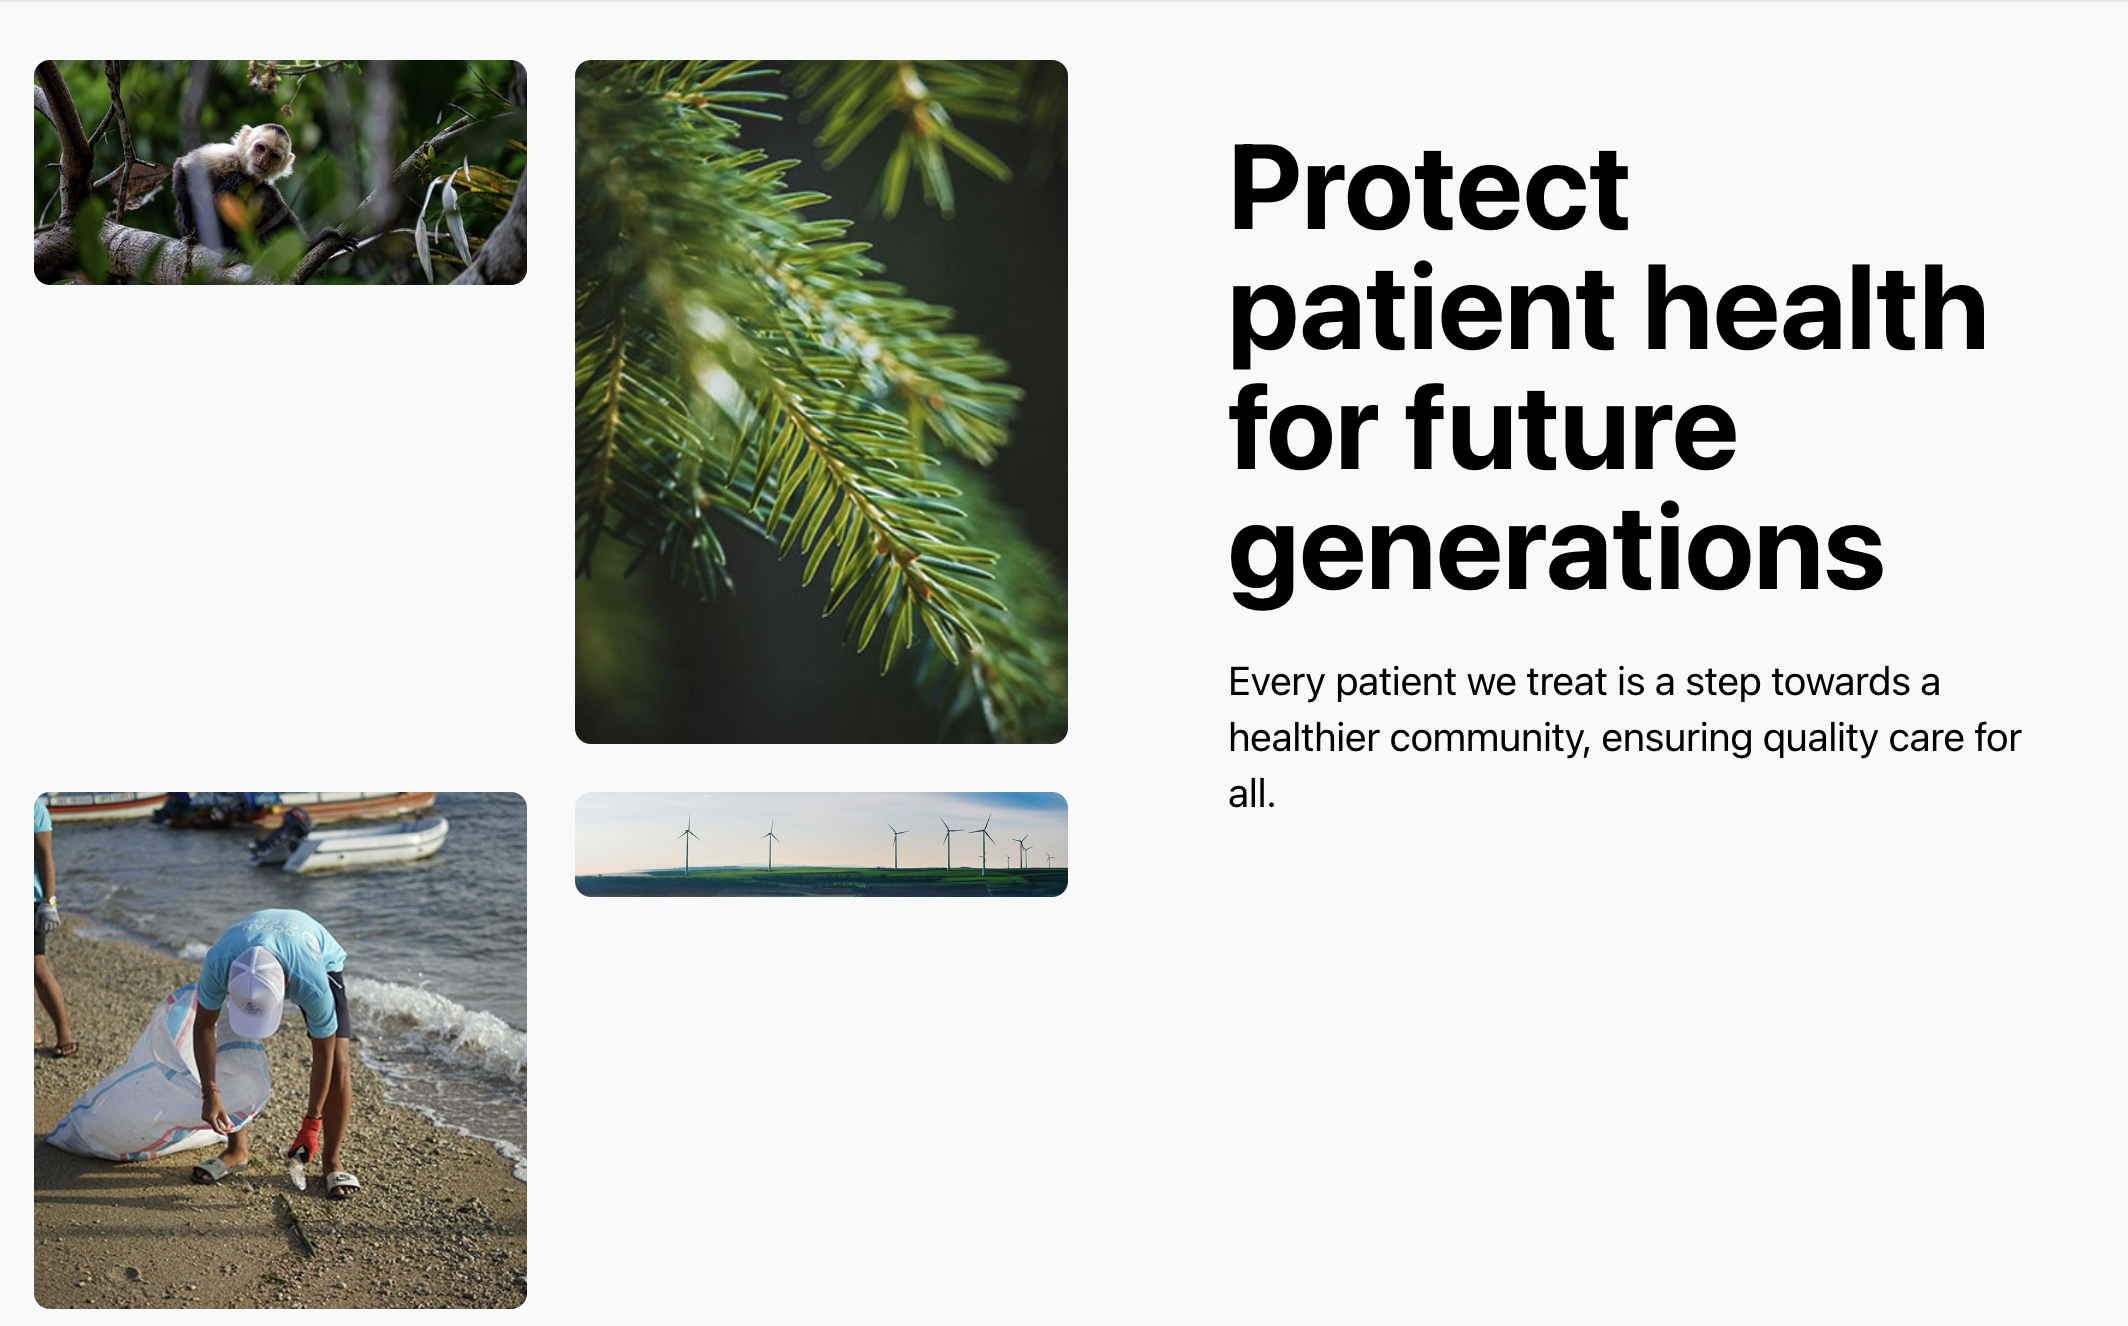 Protect
patient health
for future
generations
Every patient we treat is a step towards a
healthier community, ensuring quality care for
all.
OCEAN